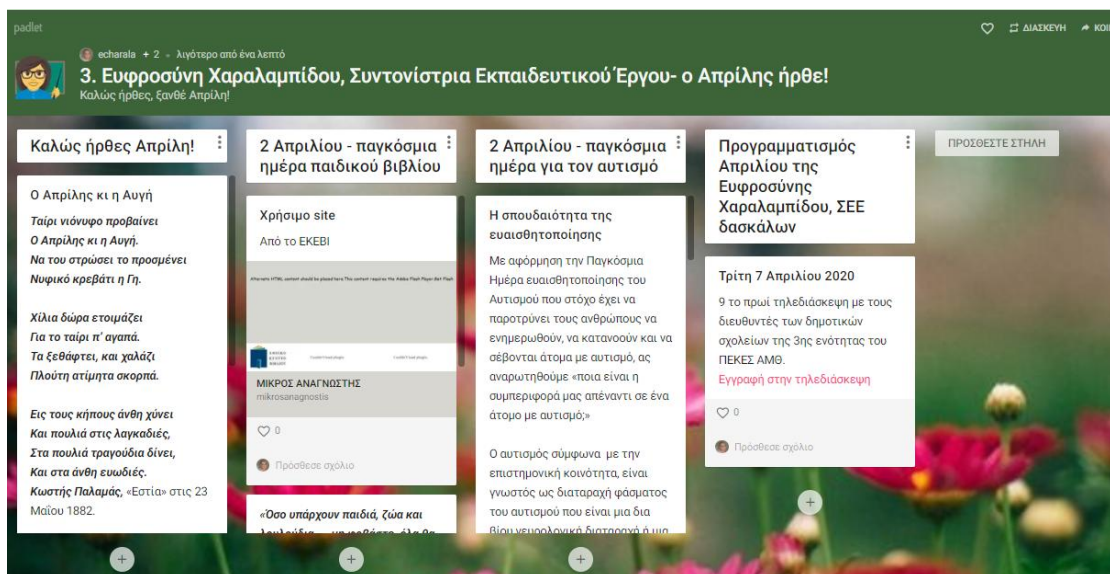 padlet
ΔΙΑΣΚΕΥΗ
echarala + 2 - λιγότερο από ένα λεπτό
3. Ευφροσύνη Χαραλαμπίδου, Συντονίστρια Εκπαιδευτικού Έργου- ο Απρίλης ήρθε!
Καλώς ήρθες, ξανθέ Απρίλη!
Καλώς ήρθες Απρίλη!
Ο Απρίλης κι η Αυγή
Ταίρι νιόνυφο προβαίνει
Ο Απρίλης κι η Αυγή.
Να του στρώσει το προσμένει
Νυφικό κρεβάτι η Γη.
Χίλια δώρα ετοιμάζει
Για το ταίρι π' αγαπά.
Τα ξεθάφτει, και χαλάζι
Πλούτη ατίμητα σκορπά.
Εις τους κήπους άνθη χύνει
Και πουλιά στις λαγκαδιές,
Στα πουλιά τραγούδια δίνει,
Και στα άνθη ευωδιές.
Κωστής Παλαμάς, «Εστία» στις 23
Μαΐου 1882.
2 Απριλίου - παγκόσμια
ημέρα παιδικού βιβλίου
Χρήσιμο site
Από το ΕΚΕΒΙ
ΜΙΚΡΟΣ ΑΝΑΓΝΩΣΤΗΣ
mikrosanagnostis
0
Πρόσθεσε σχόλιο
«Όσο υπάρχουν παιδιά, ζώα και
2 Απριλίου - παγκόσμια
ημέρα για τον αυτισμό
Η σπουδαιότητα της
ευαισθητοποίησης
Με αφόρμηση την Παγκόσμια
Ημέρα ευαισθητοποίησης του
Αυτισμού που στόχο έχει να
παροτρύνει τους ανθρώπους να
ενημερωθούν, να κατανοούν και να
σέβονται άτομα με αυτισμό, ας
αναρωτηθούμε «ποια είναι η
συμπεριφορά μας απέναντι σε ένα
άτομο με αυτισμό;»
Ο αυτισμός σύμφωνα με την
επιστημονική κοινότητα, είναι
γνωστός ως διαταραχή φάσματος
του αυτισμού που είναι μια δια
βίου νευρολογική διαταραχή ή μια
Προγραμματισμός
Απριλίου της
Ευφροσύνης
Χαραλαμπίδου, ΣΕΕ
δασκάλων
Τρίτη 7 Απριλίου 2020
9 το πρωί τηλεδιάσκεψη με τους
διευθυντές των δημοτικών
σχολείων της 3ης ενότητας του
ΠΕΚΕΣ ΑΜΘ.
Εγγραφή στην τηλεδιάσκεψη
0
Πρόσθεσε σχόλιο
ΠΡΟΣΘΕΣΤΕ ΣΤΗΛΗ